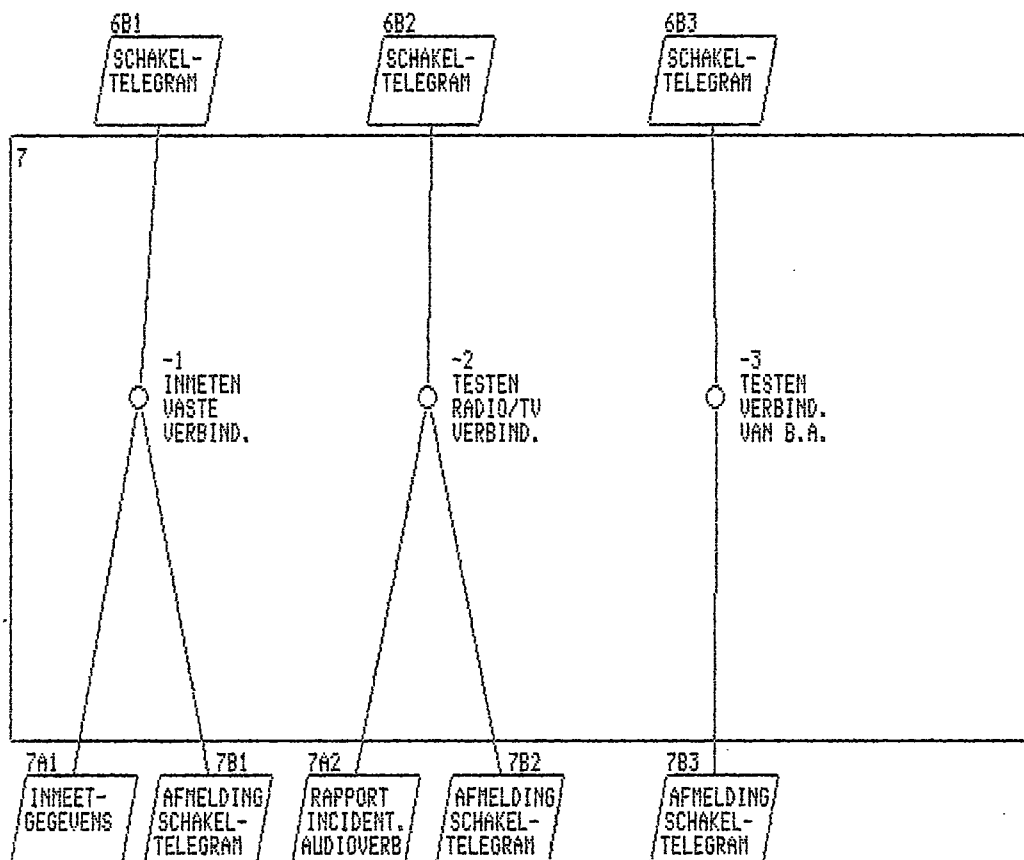 6B1
SCHAKEL-
TELEGRAM
6B2
SCHAKEL-
TELEGRAM
6B3
SCHAKEL-
TELEGRAM
7
-1
INMETEN
VASTE
VERBIND.
-2
TESTEN
RADIO/TV
VERBIND.
-3
TESTEN
VERBIND.
VAN B.A.
7A1
INMEET-
GEGEVENS
7B1
AFMELDING
SCHAKEL-
TELEGRAM
7A2
RAPPORT
INCIDENT.
AUDIOVERB
7B2
AFMELDING
SCHAKEL-
TELEGRAM
7B3
AFMELDING
SCHAKEL-
TELEGRAM